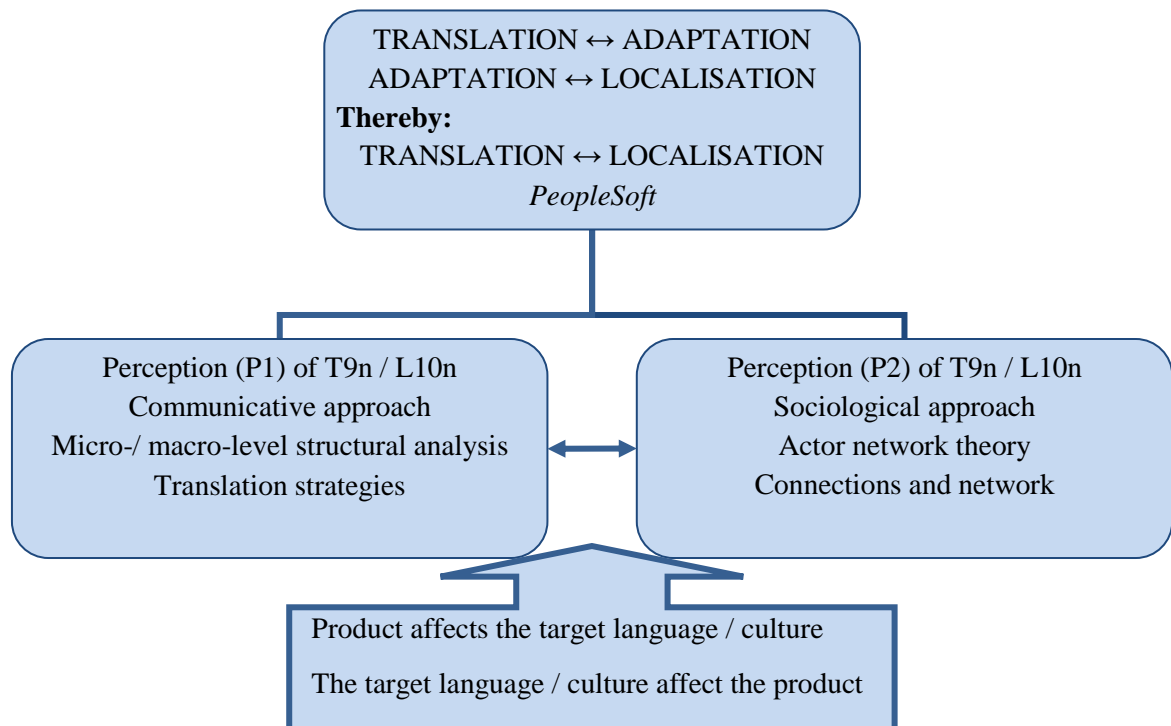 TRANSLATION ↔ ADAPTATION
ADAPTATION ↔ LOCALISATION
Thereby:
TRANSLATION ↔ LOCALISATION
PeopleSoft
Perception (P1) of T9n / L10n
Communicative approach
Micro-/ macro-level structural analysis
Translation strategies
Perception (P2) of T9n / L10n
Sociological approach
Actor network theory
Connections and network
Product affects the target language / culture
The target language / culture affect the product